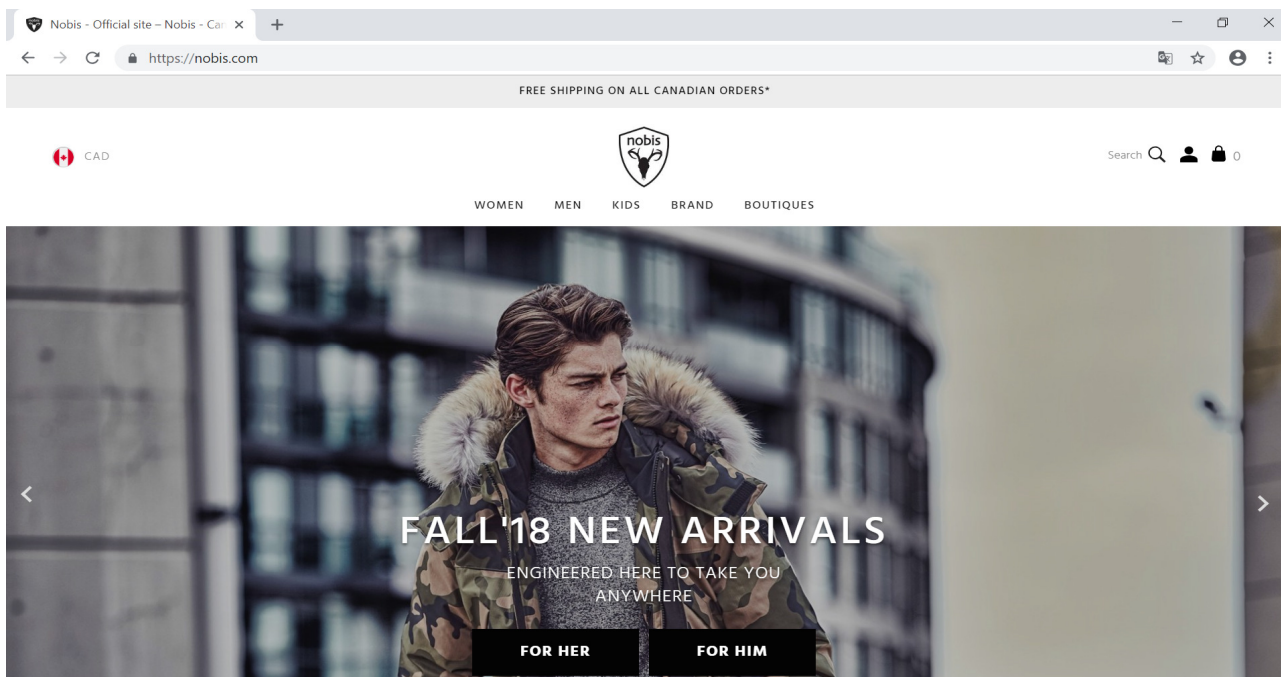 Nobis - Official site – Nobis - Can
https://nobis.com
FREE SHIPPING ON ALL CANADIAN ORDERS*
CAD
nobis
Search
0
WOMEN MEN KIDS BRAND BOUTIQUES
FALL'18 NEW ARRIVALS
ENGINEERED HERE TO TAKE YOU
ANYWHERE
FOR HER FOR HIM